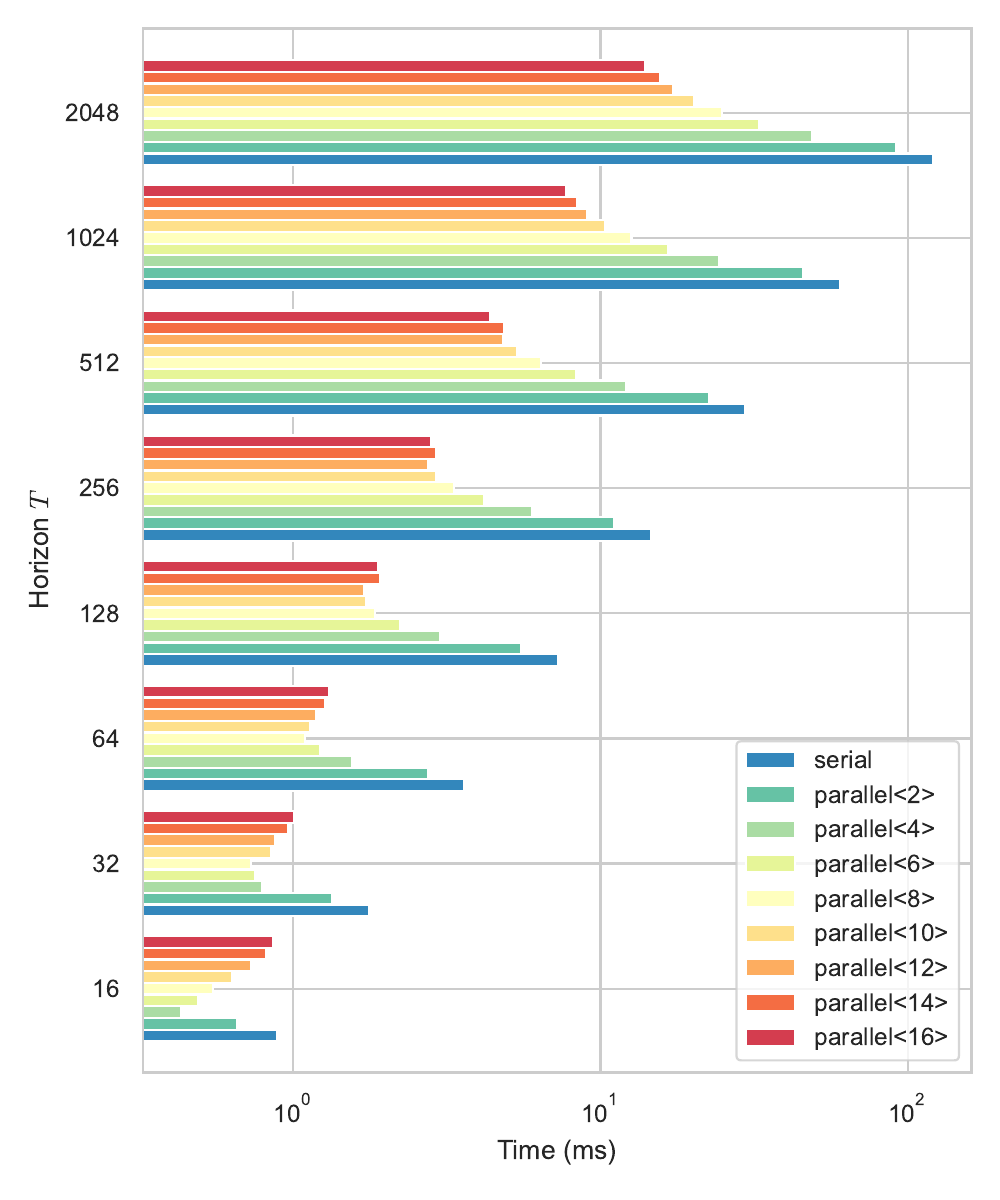 2048
1024
512
256
128
64
32
16
Horizon T
serial
parallel<2>
parallel<4>
parallel<6>
parallel<8>
parallel<10>
parallel<12>
parallel<14>
parallel<16>
10^0 10^1 10^2
Time (ms)